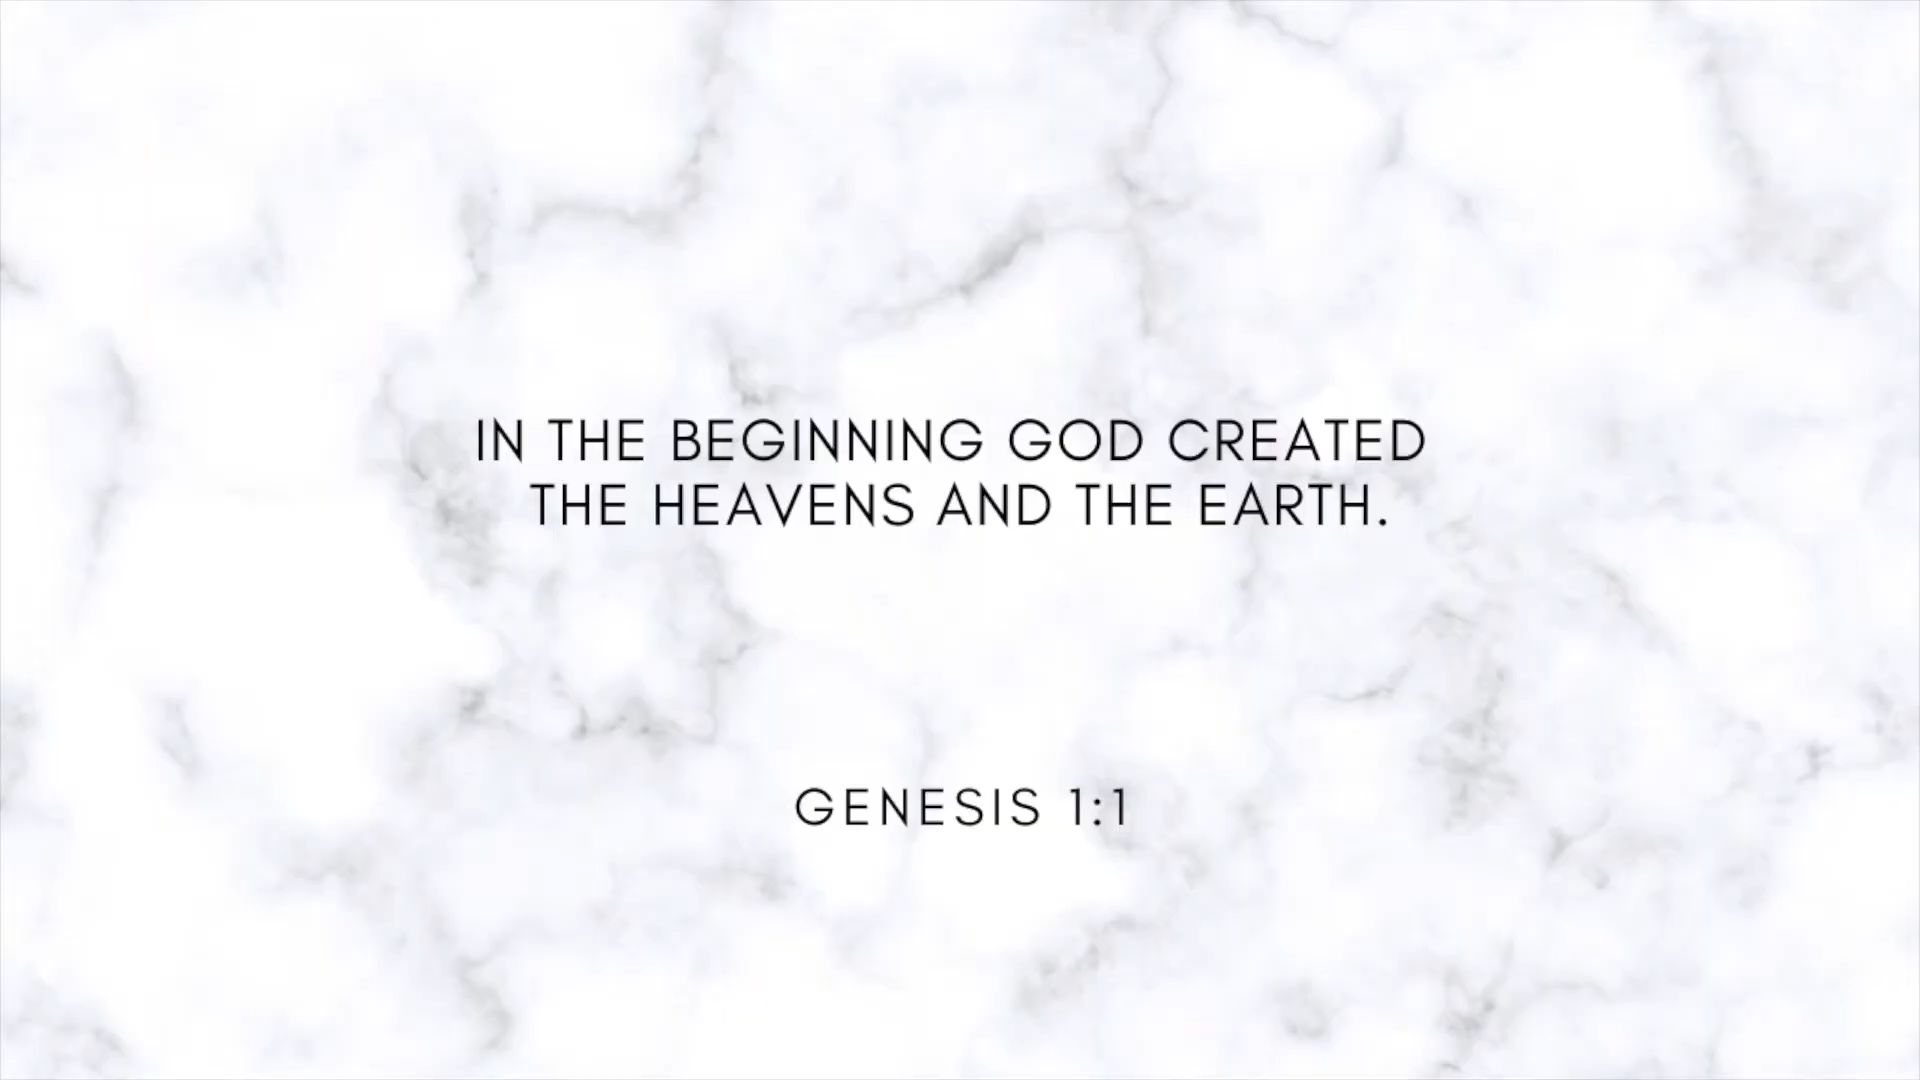 IN THE BEGINNING GOD CREATED
THE HEAVENS AND THE EARTH.
GENESIS 1:1